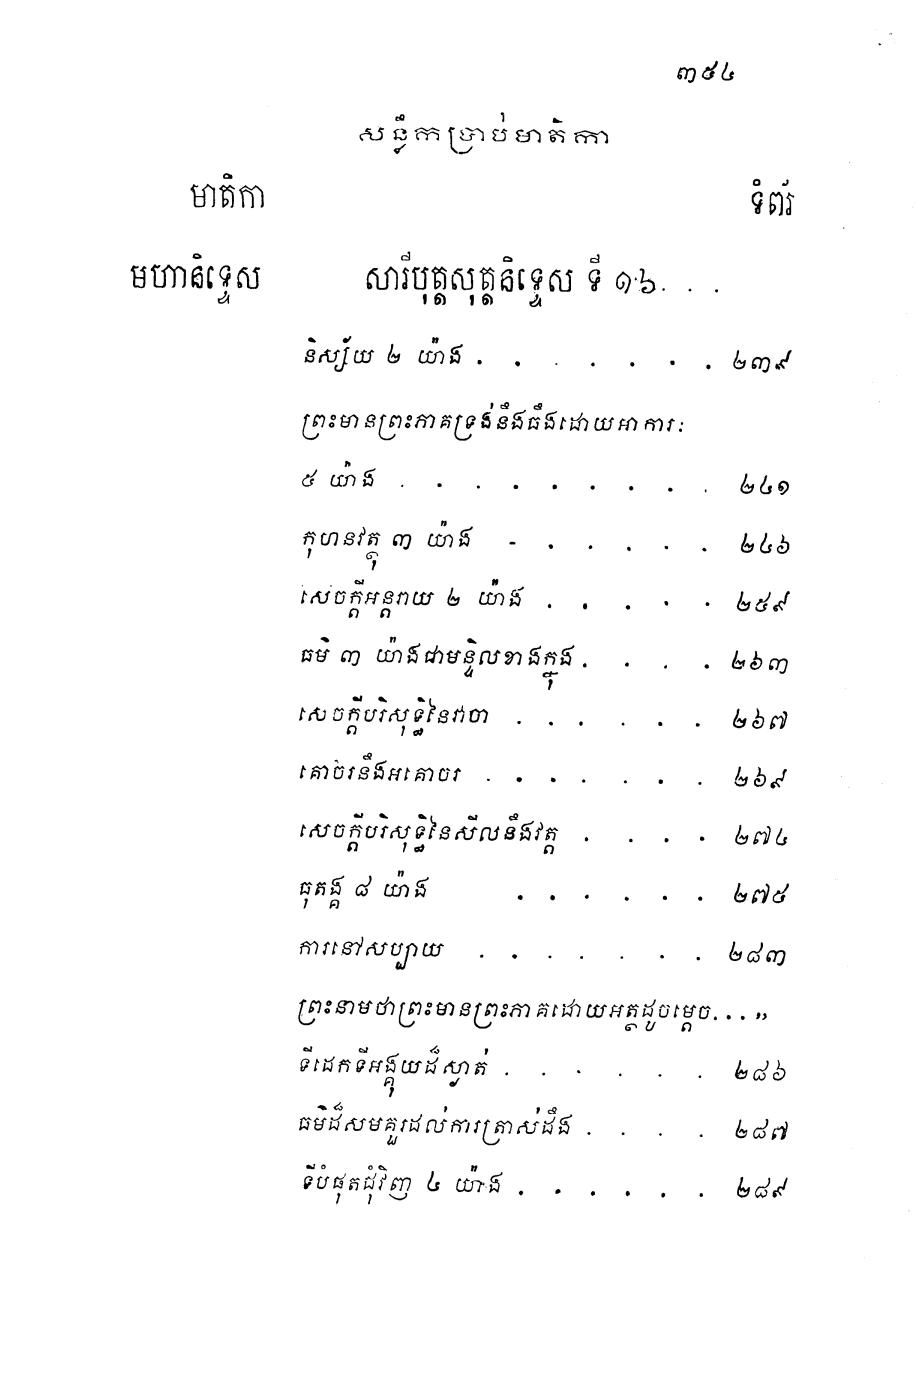 ៣៥៤
សន្លឹកប្រាប់មាតិកា
មាតិកា ទំព័រ
មហានិទ្ទេស សារីបុត្តសុត្តនិទ្ទេស ទី ១៦. . .
និស្ស័យ ២ យ៉ាង . . . . . . . ២៣៩
ព្រះមានព្រះភាគទ្រង់នឹងធឹងដោយអាការៈ
៥ យ៉ាង . . . . . . . . . ២៤១
កុហនវត្ថុ ៣ យ៉ាង - . . . . . ២៤៦
សេចក្តីអន្តរាយ ២ យ៉ាង . . . . . ២៥៩
ធម៌ ៣ យ៉ាងជាមន្ទិលខាងក្នុង . . . . ២៦៣
សេចក្តីបរិសុទ្ធិនៃវាចា . . . . . . ២៦៧
គោចរនឹងអគោចរ . . . . . . . ២៦៩
សេចក្តីបរិសុទ្ធិនៃសីលនឹងវត្ត . . . . ២៧៤
ធុតង្គ ៨ យ៉ាង . . . . . . ២៧៥
ការនៅសប្បាយ . . . . . . . ២៨៣
ព្រះនាមថាព្រះមានព្រះភាគដោយអត្ថដូចម្តេច. . . »
ទីដេកទីអង្គុយដ៏ស្ងាត់ . . . . . . ២៨៦
ធម៌ដ៏សមគួរដល់ការត្រាស់ដឹង . . . . ២៨៧
ទីបំផុតជុំវិញ ៤ យ៉ាង . . . . . . ២៨៩